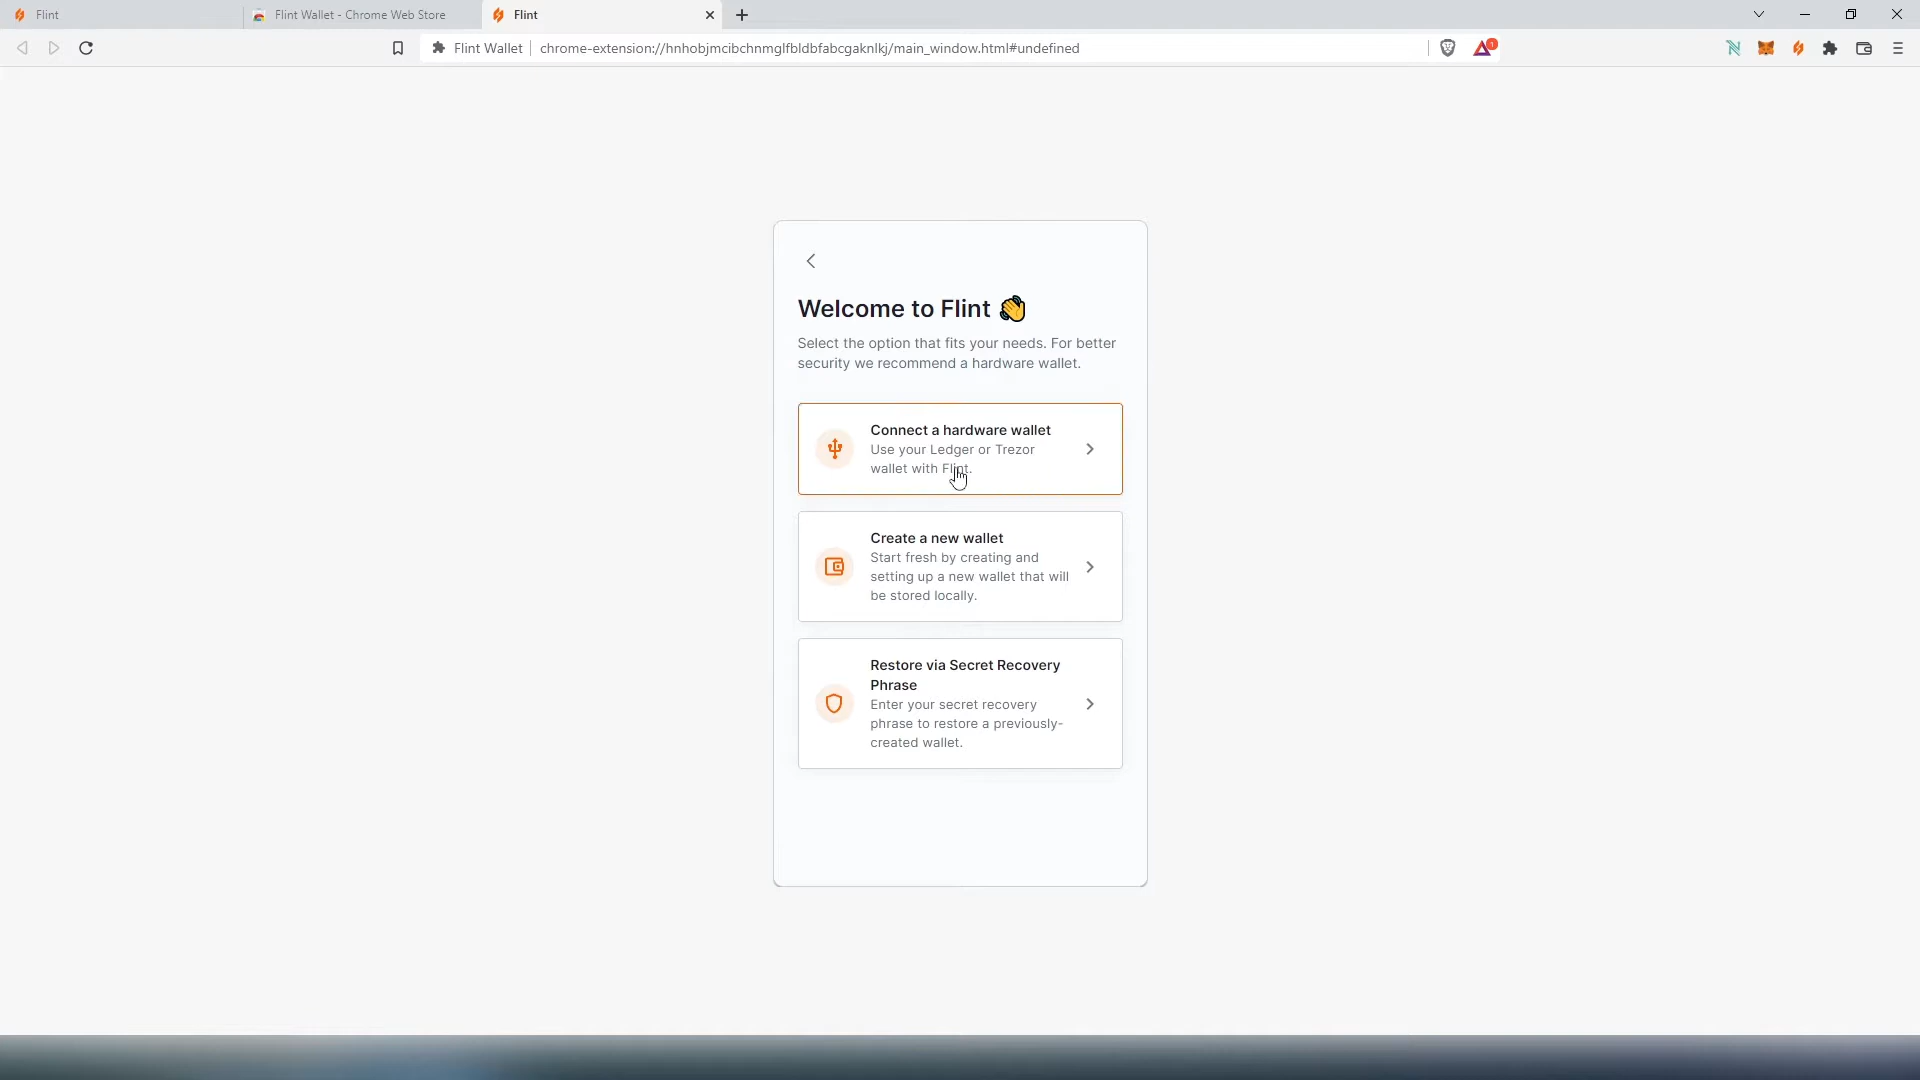 Flint
Flint Wallet - Chrome Web Store
Flint
Flint Wallet
chrome-extension://hnhobjmcibchnmglfbldbfabcgaknlkj/main_window.html#undefined
1
Welcome to Flint 👋
Select the option that fits your needs. For better
security we recommend a hardware wallet.
Connect a hardware wallet
Use your Ledger or Trezor
wallet with Flint.
Create a new wallet
Start fresh by creating and
setting up a new wallet that will
be stored locally.
Restore via Secret Recovery
Phrase
Enter your secret recovery
phrase to restore a previously-
created wallet.